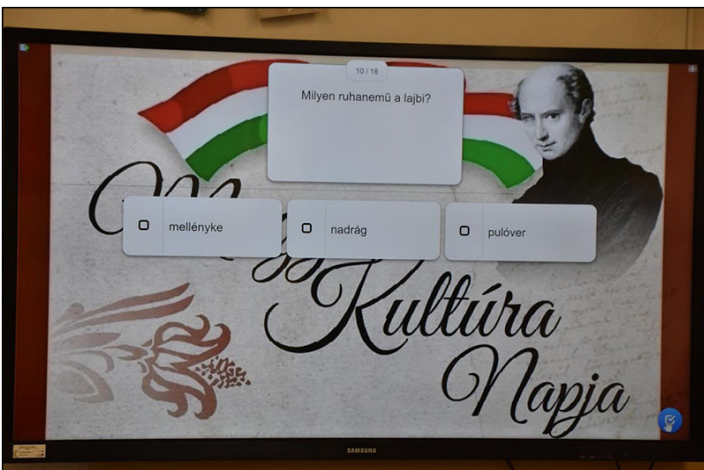 10 / 18
Milyen ruhanemű a lajbi?
mellényke
nadrág
pulóver
Kultúra
Napja
SAMSUNG